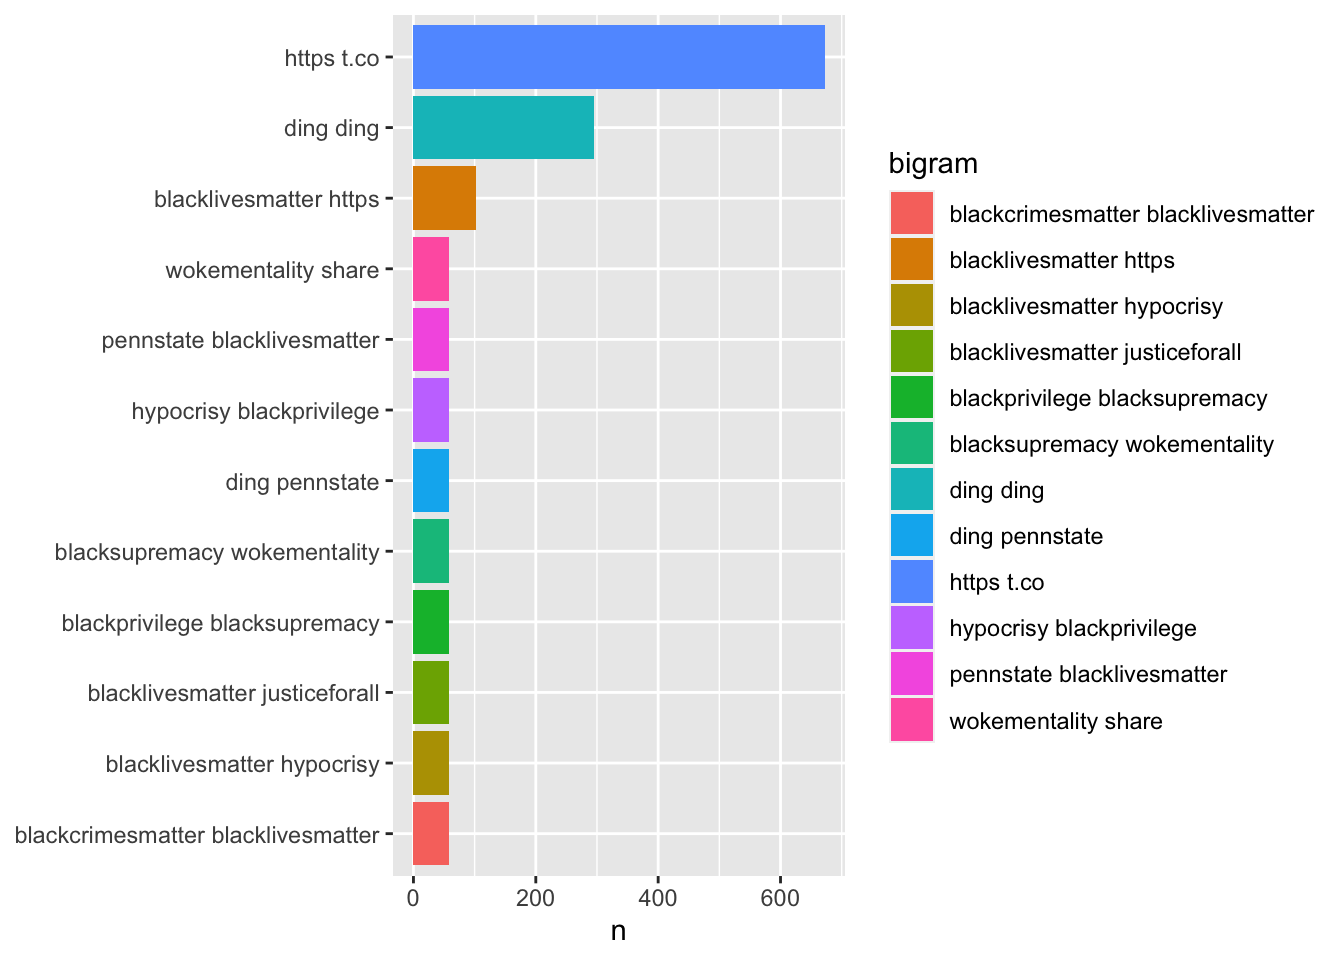 https t.co
ding ding
blacklivesmatter https
wokementality share
pennstate blacklivesmatter
hypocrisy blackprivilege
ding pennstate
blacksupremacy wokementality
blackprivilege blacksupremacy
blacklivesmatter justiceforall
blacklivesmatter hypocrisy
blackcrimesmatter blacklivesmatter
0 200 400 600
n
bigram
blackcrimesmatter blacklivesmatter
blacklivesmatter https
blacklivesmatter hypocrisy
blacklivesmatter justiceforall
blackprivilege blacksupremacy
blacksupremacy wokementality
ding ding
ding pennstate
https t.co
hypocrisy blackprivilege
pennstate blacklivesmatter
wokementality share